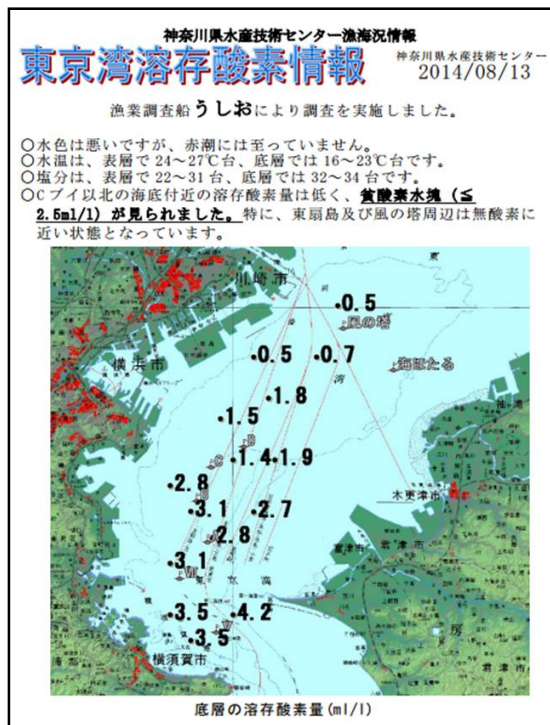 神奈川県水産技術センター漁海況情報
東京湾溶存酸素情報
神奈川県水産技術センター
2014/08/13
漁業調査船うしおにより調査を実施しました。
○水色は悪いですが、赤潮には至っていません。
○水温は、表層で24～27℃台、底層では16～23℃台です。
○塩分は、表層で22～31台、底層では32～34台です。
○Cブイ以北の海底付近の溶存酸素量は低く、貧酸素水塊（≦
2.5ml/l）が見られました。特に、東扇島及び風の塔周辺は無酸素に
近い状態となっています。
川崎市
東
0.5
風の塔
横浜市
0.5
0.7
海ほたる
湾
1.8
1.5
D
C
1.4
1.9
2.8
木更津市
3.1
2.7
2.8
君津市
富津市
3.1
3.5
4.2
房
3.5
横須賀市
君津市
底層の溶存酸素量(ml/l)